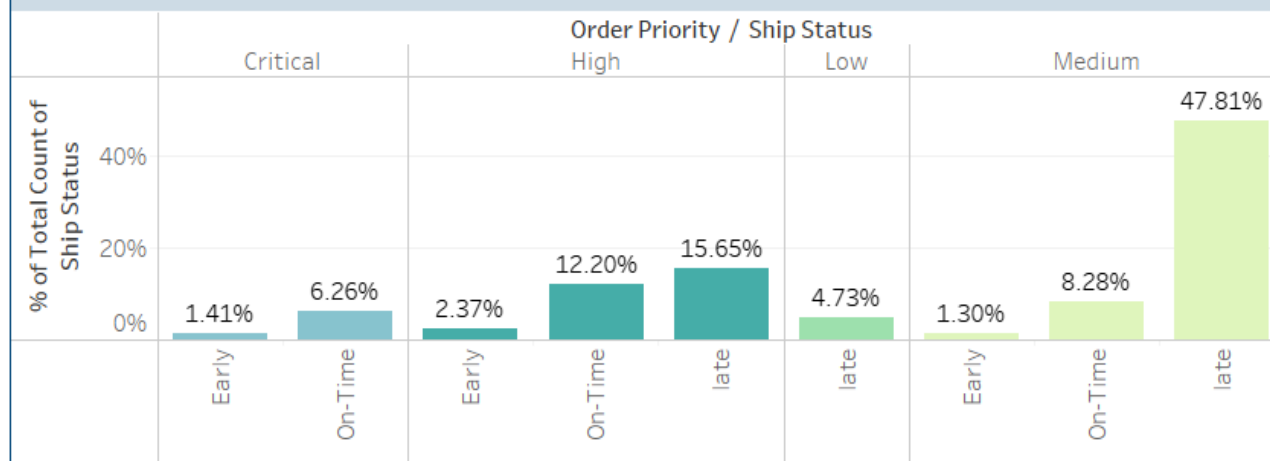 Order Priority / Ship Status
Critical High Low Medium
% of Total Count of
Ship Status
40%
20%
0%
1.41% 6.26% 2.37% 12.20% 15.65% 4.73% 1.30% 8.28% 47.81%
Early On-Time Early On-Time late late Early On-Time late